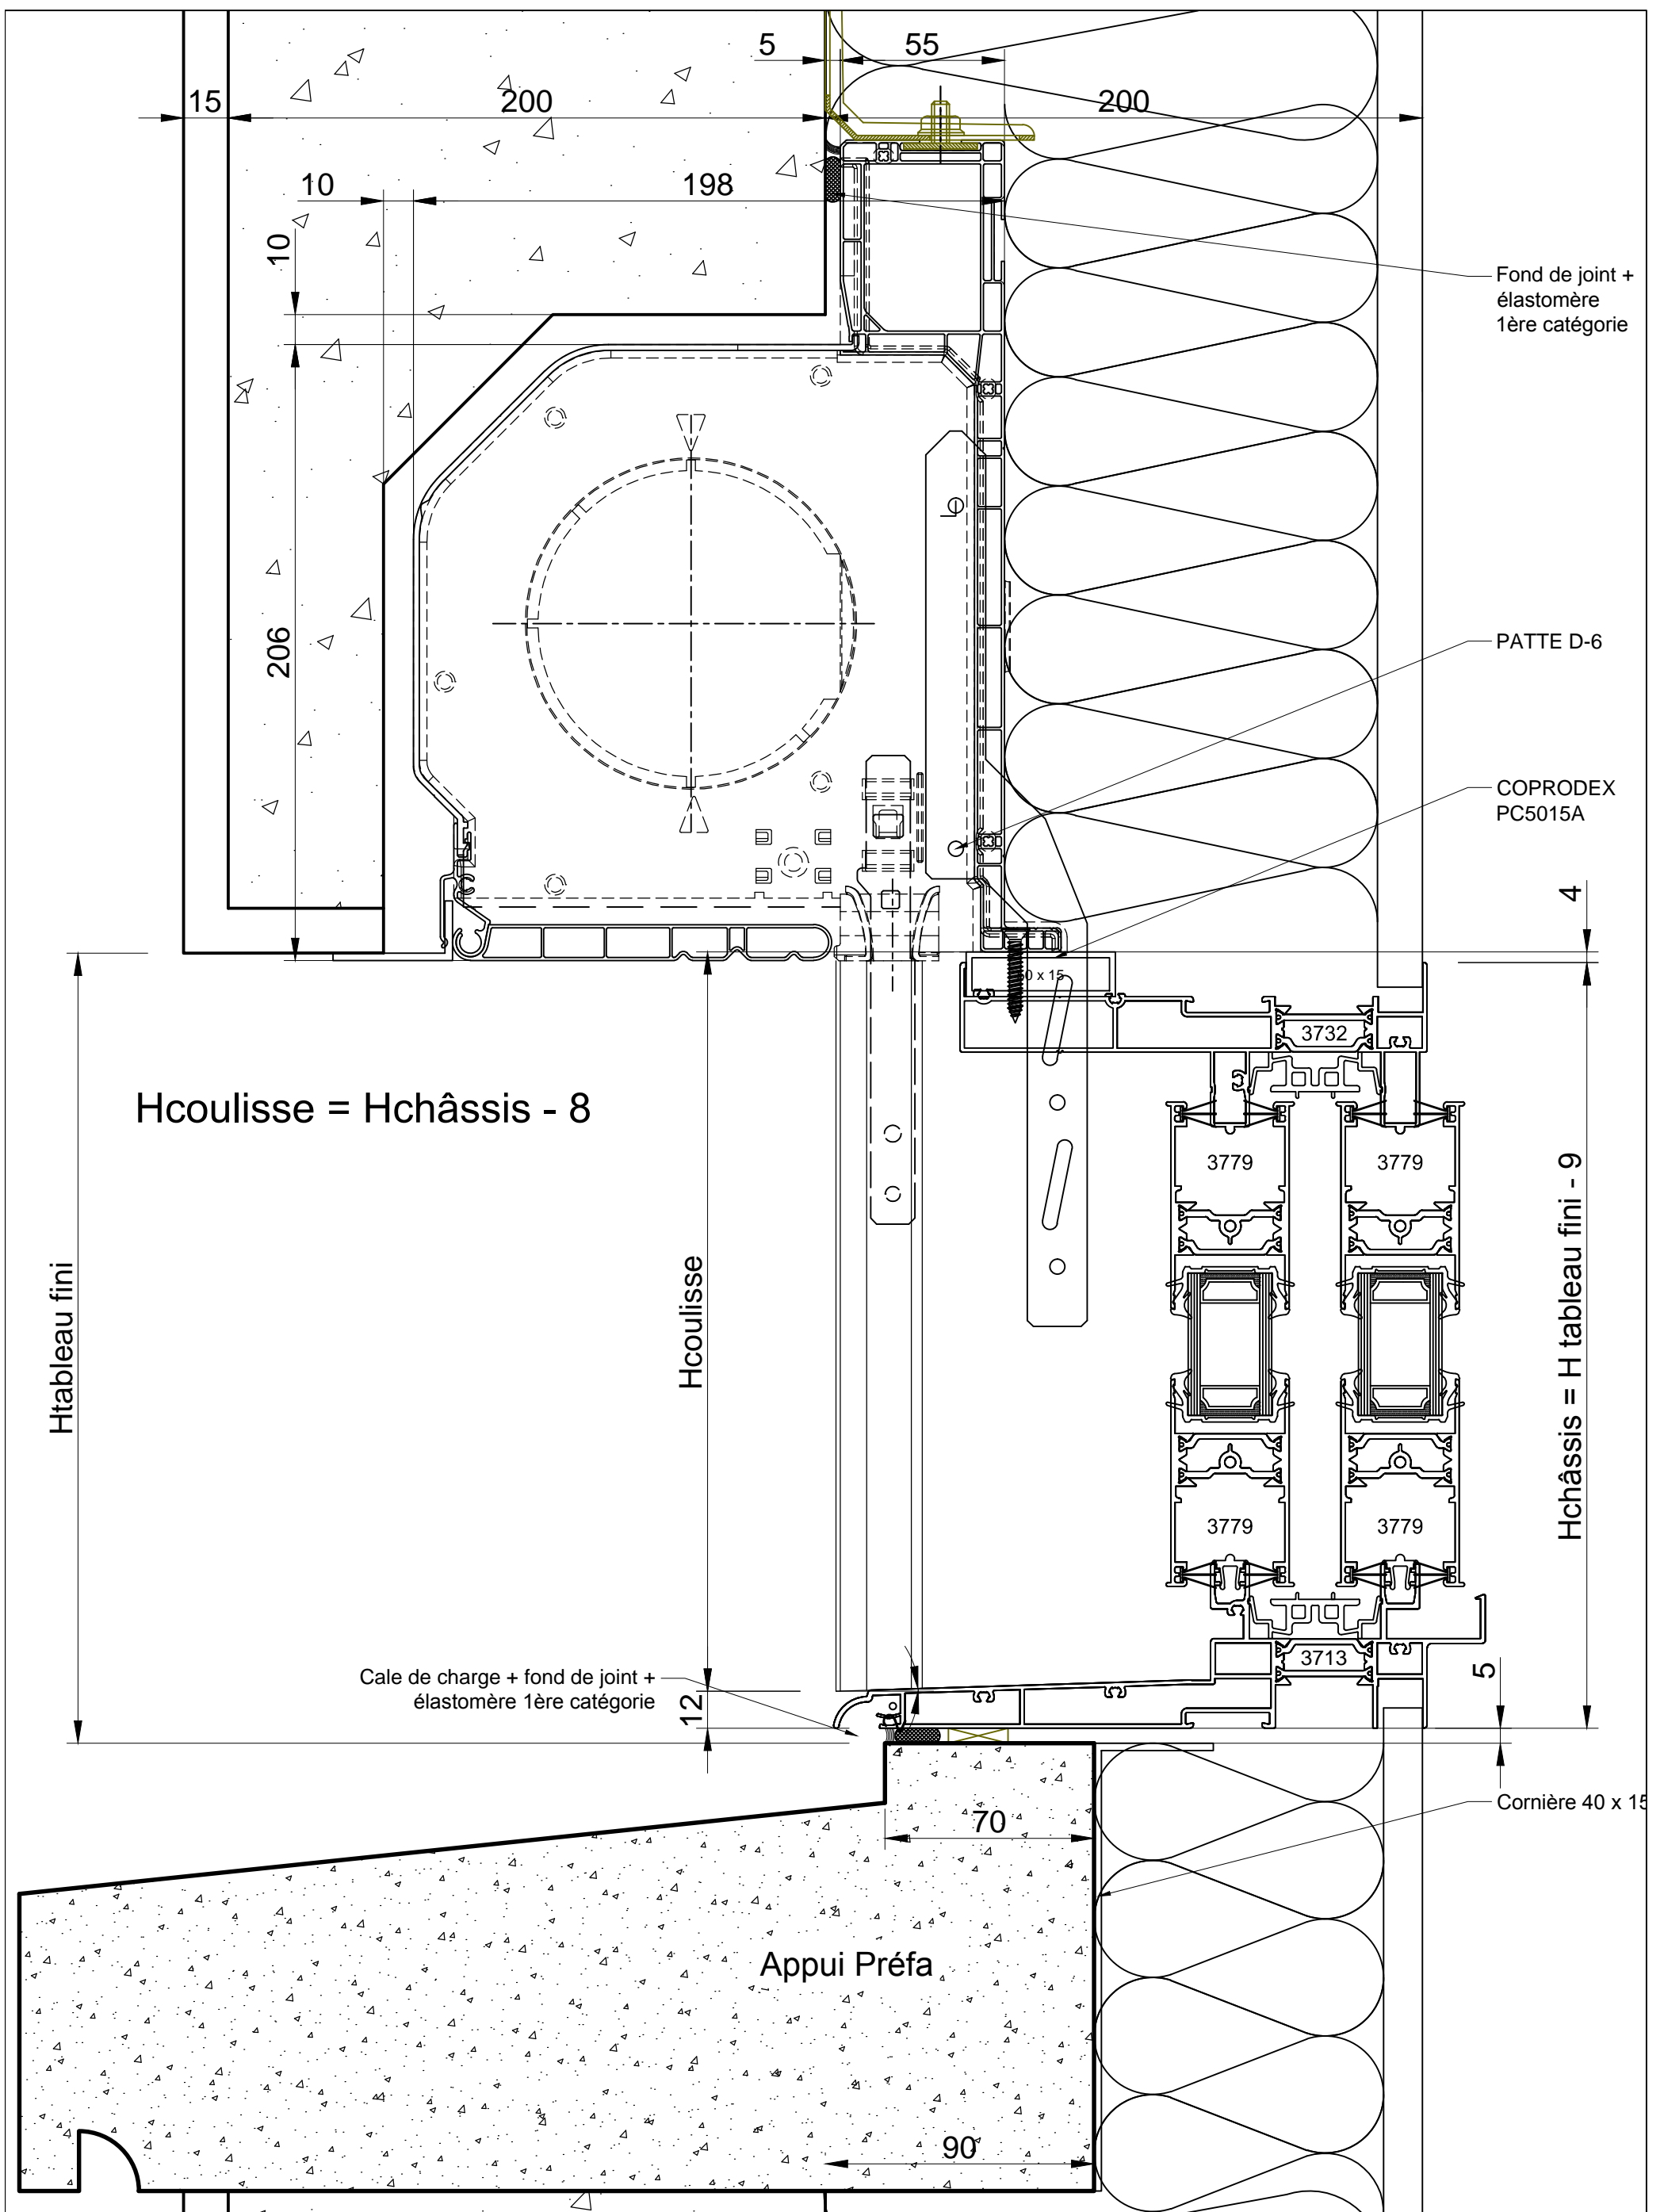 5
55
15
200
200
10
198
10
Fond de joint +
élastomère
1ère catégorie
206
PATTE D-6
COPRODEX
PC5015A
4
0 x 15
3732
Hcoulisse = Hchâssis - 8
3779
3779
Htableau fini
Hcoulisse
Hchâssis = H tableau fini - 9
3779
3779
3713
Cale de charge + fond de joint +
élastomère 1ère catégorie
12
5
70
Cornière 40 x 15
Appui Préfa
90